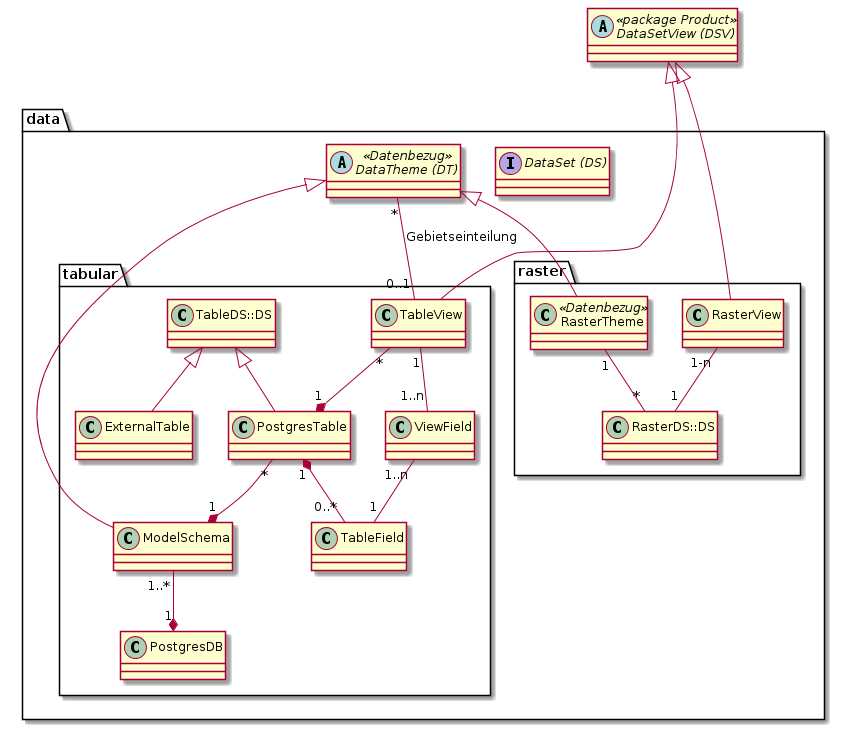 A «package Product»
DataSetView (DSV)
data
A «Datenbezug»
DataTheme (DT)
I DataSet (DS)
*
Gebietseinteilung
0..1
tabular
raster
C TableDS::DS
C TableView
C «Datenbezug»
RasterTheme
C RasterView
*
1
1
1-n
1
1..n
*
1
C ExternalTable
C PostgresTable
C ViewField
C RasterDS::DS
*
1
1..n
1
0..*
1
C ModelSchema
C TableField
1..*
1
C PostgresDB